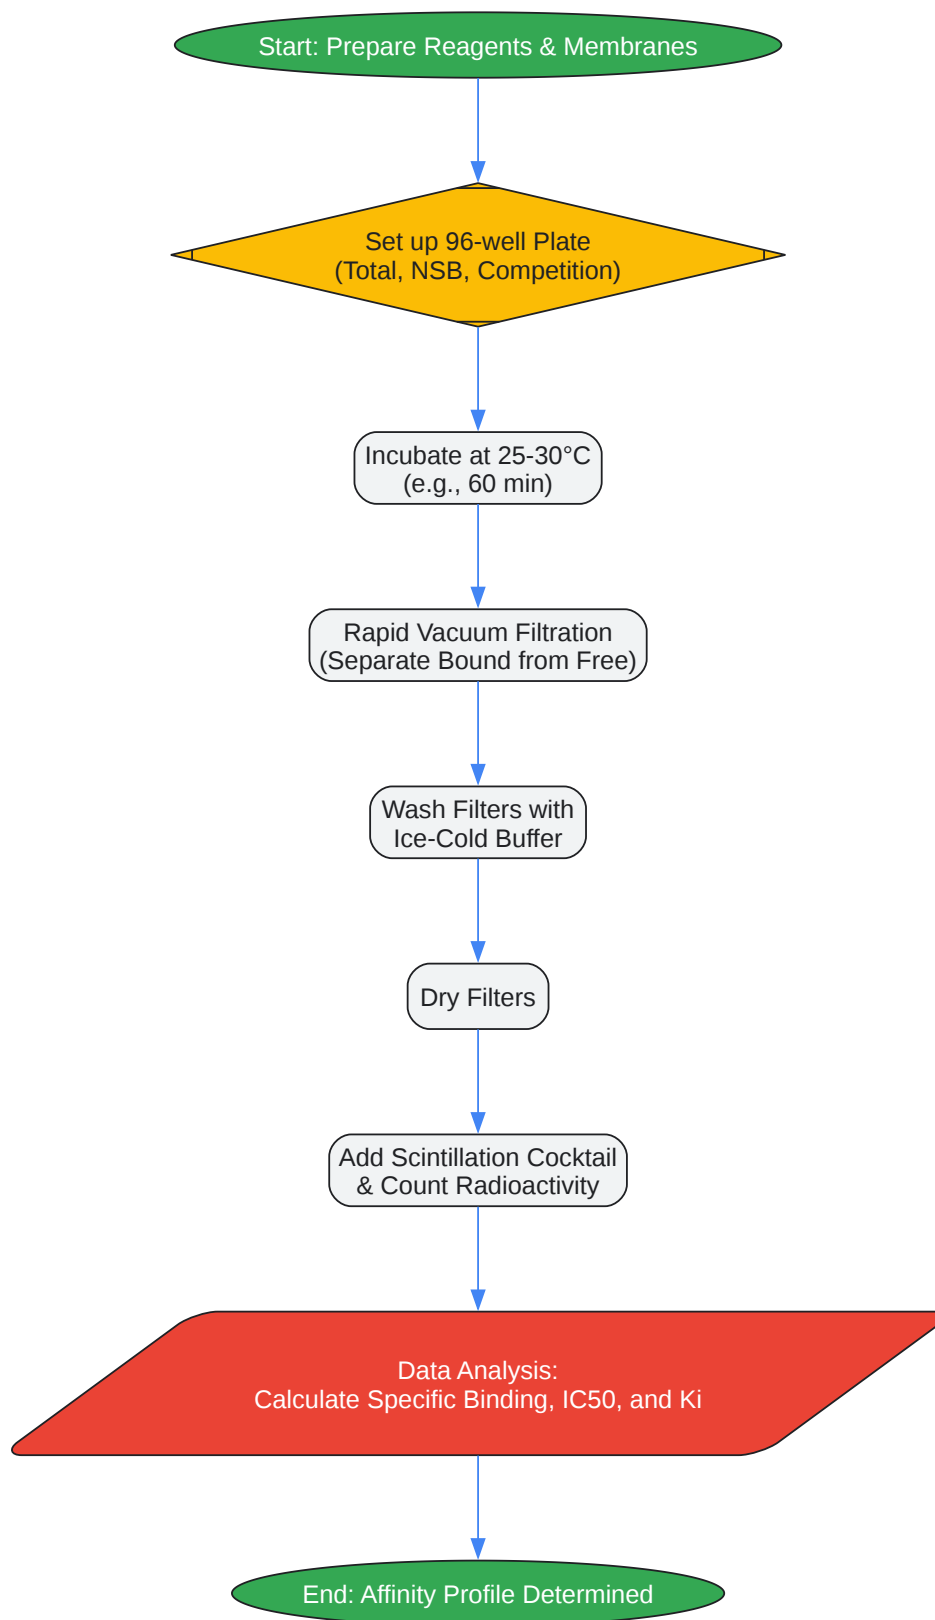 Start: Prepare Reagents & Membranes
Set up 96-well Plate
(Total, NSB, Competition)
Incubate at 25-30°C
(e.g., 60 min)
Rapid Vacuum Filtration
(Separate Bound from Free)
Wash Filters with
Ice-Cold Buffer
Dry Filters
Add Scintillation Cocktail
& Count Radioactivity
Data Analysis:
Calculate Specific Binding, IC50, and Ki
End: Affinity Profile Determined